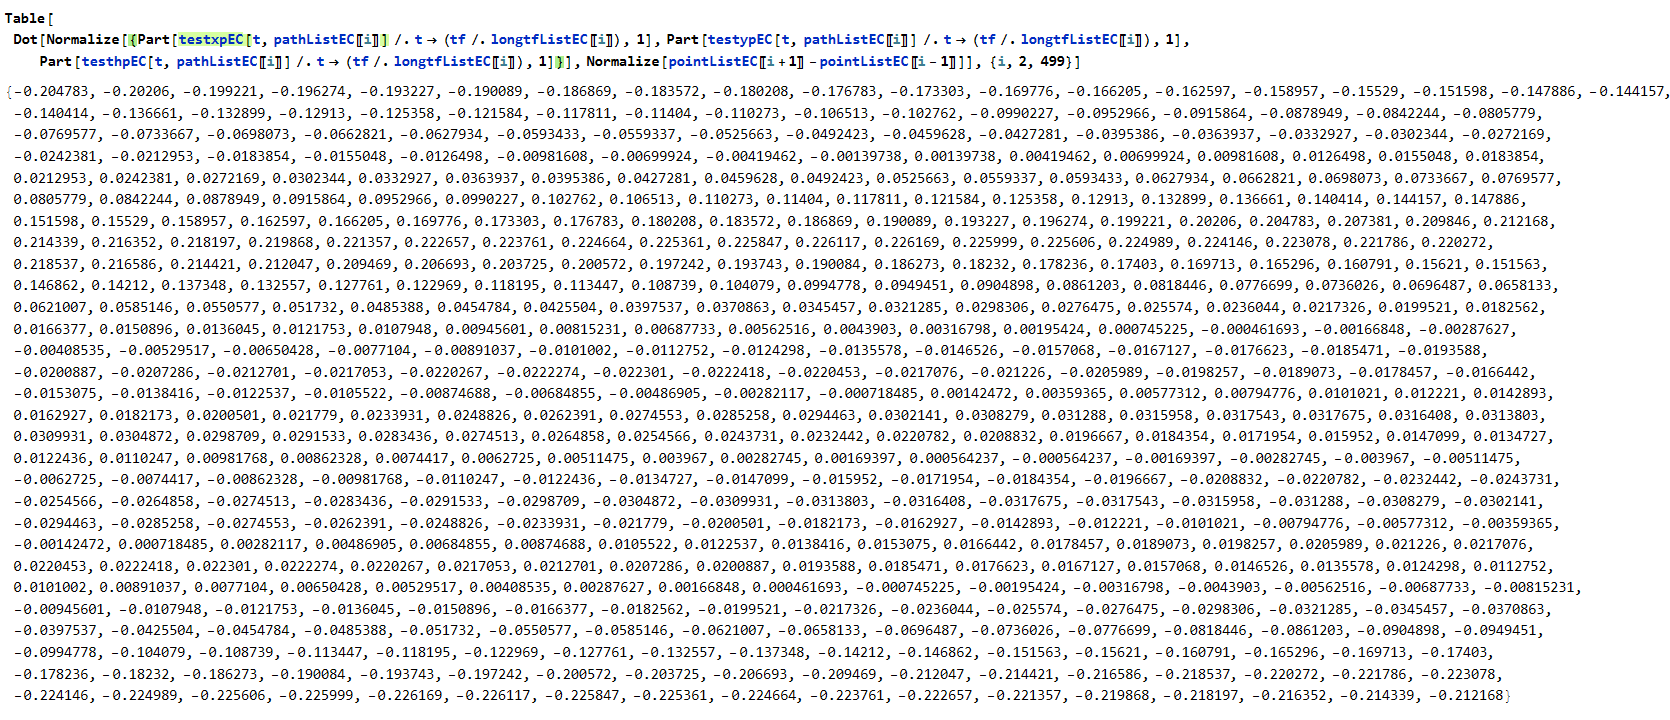 Table[
Dot[Normalize[{Part[testxpEC[t, pathListEC〚i〛] /. t → (tf /. longtfListEC〚i〛), 1], Part[testypEC[t, pathListEC〚i〛] /. t → (tf /. longtfListEC〚i〛), 1],
Part[testhpEC[t, pathListEC〚i〛] /. t → (tf /. longtfListEC〚i〛), 1]}], Normalize[pointListEC〚i + 1〛 - pointListEC〚i - 1〛]], {i, 2, 499}]
{-0.204783, -0.20206, -0.199221, -0.196274, -0.193227, -0.190089, -0.186869, -0.183572, -0.180208, -0.176783, -0.173303, -0.169776, -0.166205, -0.162597, -0.158957, -0.15529, -0.151598, -0.147886, -0.144157,
-0.140414, -0.136661, -0.132899, -0.12913, -0.125358, -0.121584, -0.117811, -0.11404, -0.110273, -0.106513, -0.102762, -0.0990227, -0.0952966, -0.0915864, -0.0878949, -0.0842244, -0.0805779,
-0.0769577, -0.0733667, -0.0698073, -0.0662821, -0.0627934, -0.0593433, -0.0559337, -0.0525663, -0.0492423, -0.0459628, -0.0427281, -0.0395386, -0.0363937, -0.0332927, -0.0302344, -0.0272169,
-0.0242381, -0.0212953, -0.0183854, -0.0155048, -0.0126498, -0.00981608, -0.00699924, -0.00419462, -0.00139738, 0.00139738, 0.00419462, 0.00699924, 0.00981608, 0.0126498, 0.0155048, 0.0183854,
0.0212953, 0.0242381, 0.0272169, 0.0302344, 0.0332927, 0.0363937, 0.0395386, 0.0427281, 0.0459628, 0.0492423, 0.0525663, 0.0559337, 0.0593433, 0.0627934, 0.0662821, 0.0698073, 0.0733667, 0.0769577,
0.0805779, 0.0842244, 0.0878949, 0.0915864, 0.0952966, 0.0990227, 0.102762, 0.106513, 0.110273, 0.11404, 0.117811, 0.121584, 0.125358, 0.12913, 0.132899, 0.136661, 0.140414, 0.144157, 0.147886,
0.151598, 0.15529, 0.158957, 0.162597, 0.166205, 0.169776, 0.173303, 0.176783, 0.180208, 0.183572, 0.186869, 0.190089, 0.193227, 0.196274, 0.199221, 0.20206, 0.204783, 0.207381, 0.209846, 0.212168,
0.214339, 0.216352, 0.218197, 0.219868, 0.221357, 0.222657, 0.223761, 0.224664, 0.225361, 0.225847, 0.226117, 0.226169, 0.225999, 0.225606, 0.224989, 0.224146, 0.223078, 0.221786, 0.220272,
0.218537, 0.216586, 0.214421, 0.212047, 0.209469, 0.206693, 0.203725, 0.200572, 0.197242, 0.193743, 0.190084, 0.186273, 0.18232, 0.178236, 0.17403, 0.169713, 0.165296, 0.160791, 0.15621, 0.151563,
0.146862, 0.14212, 0.137348, 0.132557, 0.127761, 0.122969, 0.118195, 0.113447, 0.108739, 0.104079, 0.0994778, 0.0949451, 0.0904898, 0.0861203, 0.0818446, 0.0776699, 0.0736026, 0.0696487, 0.0658133,
0.0621007, 0.0585146, 0.0550577, 0.051732, 0.0485388, 0.0454784, 0.0425504, 0.0397537, 0.0370863, 0.0345457, 0.0321285, 0.0298306, 0.0276475, 0.025574, 0.0236044, 0.0217326, 0.0199521, 0.0182562,
0.0166377, 0.0150896, 0.0136045, 0.0121753, 0.0107948, 0.00945601, 0.00815231, 0.00687733, 0.00562516, 0.0043903, 0.00316798, 0.00195424, 0.000745225, -0.000461693, -0.00166848, -0.00287627,
-0.00408535, -0.00529517, -0.00650428, -0.0077104, -0.00891037, -0.0101002, -0.0112752, -0.0124298, -0.0135578, -0.0146526, -0.0157068, -0.0167127, -0.0176623, -0.0185471, -0.0193588,
-0.0200887, -0.0207286, -0.0212701, -0.0217053, -0.0220267, -0.0222274, -0.022301, -0.0222418, -0.0220453, -0.0217076, -0.021226, -0.0205989, -0.0198257, -0.0189073, -0.0178457, -0.0166442,
-0.0153075, -0.0138416, -0.0122537, -0.0105522, -0.00874688, -0.00684855, -0.00486905, -0.00282117, -0.000718485, 0.00142472, 0.00359365, 0.00577312, 0.00794776, 0.0101021, 0.012221, 0.0142893,
0.0162927, 0.0182173, 0.0200501, 0.021779, 0.0233931, 0.0248826, 0.0262391, 0.0274553, 0.0285258, 0.0294463, 0.0302141, 0.0308279, 0.031288, 0.0315958, 0.0317543, 0.0317675, 0.0316408, 0.0313803,
0.0309931, 0.0304872, 0.0298709, 0.0291533, 0.0283436, 0.0274513, 0.0264858, 0.0254566, 0.0243731, 0.0232442, 0.0220782, 0.0208832, 0.0196667, 0.0184354, 0.0171954, 0.015952, 0.0147099, 0.0134727,
0.0122436, 0.0110247, 0.00981768, 0.00862328, 0.0074417, 0.0062725, 0.00511475, 0.003967, 0.00282745, 0.00169397, 0.000564237, -0.000564237, -0.00169397, -0.00282745, -0.003967, -0.00511475,
-0.0062725, -0.0074417, -0.00862328, -0.00981768, -0.0110247, -0.0122436, -0.0134727, -0.0147099, -0.015952, -0.0171954, -0.0184354, -0.0196667, -0.0208832, -0.0220782, -0.0232442, -0.0243731,
-0.0254566, -0.0264858, -0.0274513, -0.0283436, -0.0291533, -0.0298709, -0.0304872, -0.0309931, -0.0313803, -0.0316408, -0.0317675, -0.0317543, -0.0315958, -0.031288, -0.0308279, -0.0302141,
-0.0294463, -0.0285258, -0.0274553, -0.0262391, -0.0248826, -0.0233931, -0.021779, -0.0200501, -0.0182173, -0.0162927, -0.0142893, -0.012221, -0.0101021, -0.00794776, -0.00577312, -0.00359365,
-0.00142472, 0.000718485, 0.00282117, 0.00486905, 0.00684855, 0.00874688, 0.0105522, 0.0122537, 0.0138416, 0.0153075, 0.0166442, 0.0178457, 0.0189073, 0.0198257, 0.0205989, 0.021226, 0.0217076,
0.0220453, 0.0222418, 0.022301, 0.0222274, 0.0220267, 0.0217053, 0.0212701, 0.0207286, 0.0200887, 0.0193588, 0.0185471, 0.0176623, 0.0167127, 0.0157068, 0.0146526, 0.0135578, 0.0124298, 0.0112752,
0.0101002, 0.00891037, 0.0077104, 0.00650428, 0.00529517, 0.00408535, 0.00287627, 0.00166848, 0.000461693, -0.000745225, -0.00195424, -0.00316798, -0.0043903, -0.00562516, -0.00687733, -0.00815231,
-0.00945601, -0.0107948, -0.0121753, -0.0136045, -0.0150896, -0.0166377, -0.0182562, -0.0199521, -0.0217326, -0.0236044, -0.025574, -0.0276475, -0.0298306, -0.0321285, -0.0345457, -0.0370863,
-0.0397537, -0.0425504, -0.0454784, -0.0485388, -0.051732, -0.0550577, -0.0585146, -0.0621007, -0.0658133, -0.0696487, -0.0736026, -0.0776699, -0.0818446, -0.0861203, -0.0904898, -0.0949451,
-0.0994778, -0.104079, -0.108739, -0.113447, -0.118195, -0.122969, -0.127761, -0.132557, -0.137348, -0.14212, -0.146862, -0.151563, -0.15621, -0.160791, -0.165296, -0.169713, -0.17403,
-0.178236, -0.18232, -0.186273, -0.190084, -0.193743, -0.197242, -0.200572, -0.203725, -0.206693, -0.209469, -0.212047, -0.214421, -0.216586, -0.218537, -0.220272, -0.221786, -0.223078,
-0.224146, -0.224989, -0.225606, -0.225999, -0.226169, -0.226117, -0.225847, -0.225361, -0.224664, -0.223761, -0.222657, -0.221357, -0.219868, -0.218197, -0.216352, -0.214339, -0.212168}